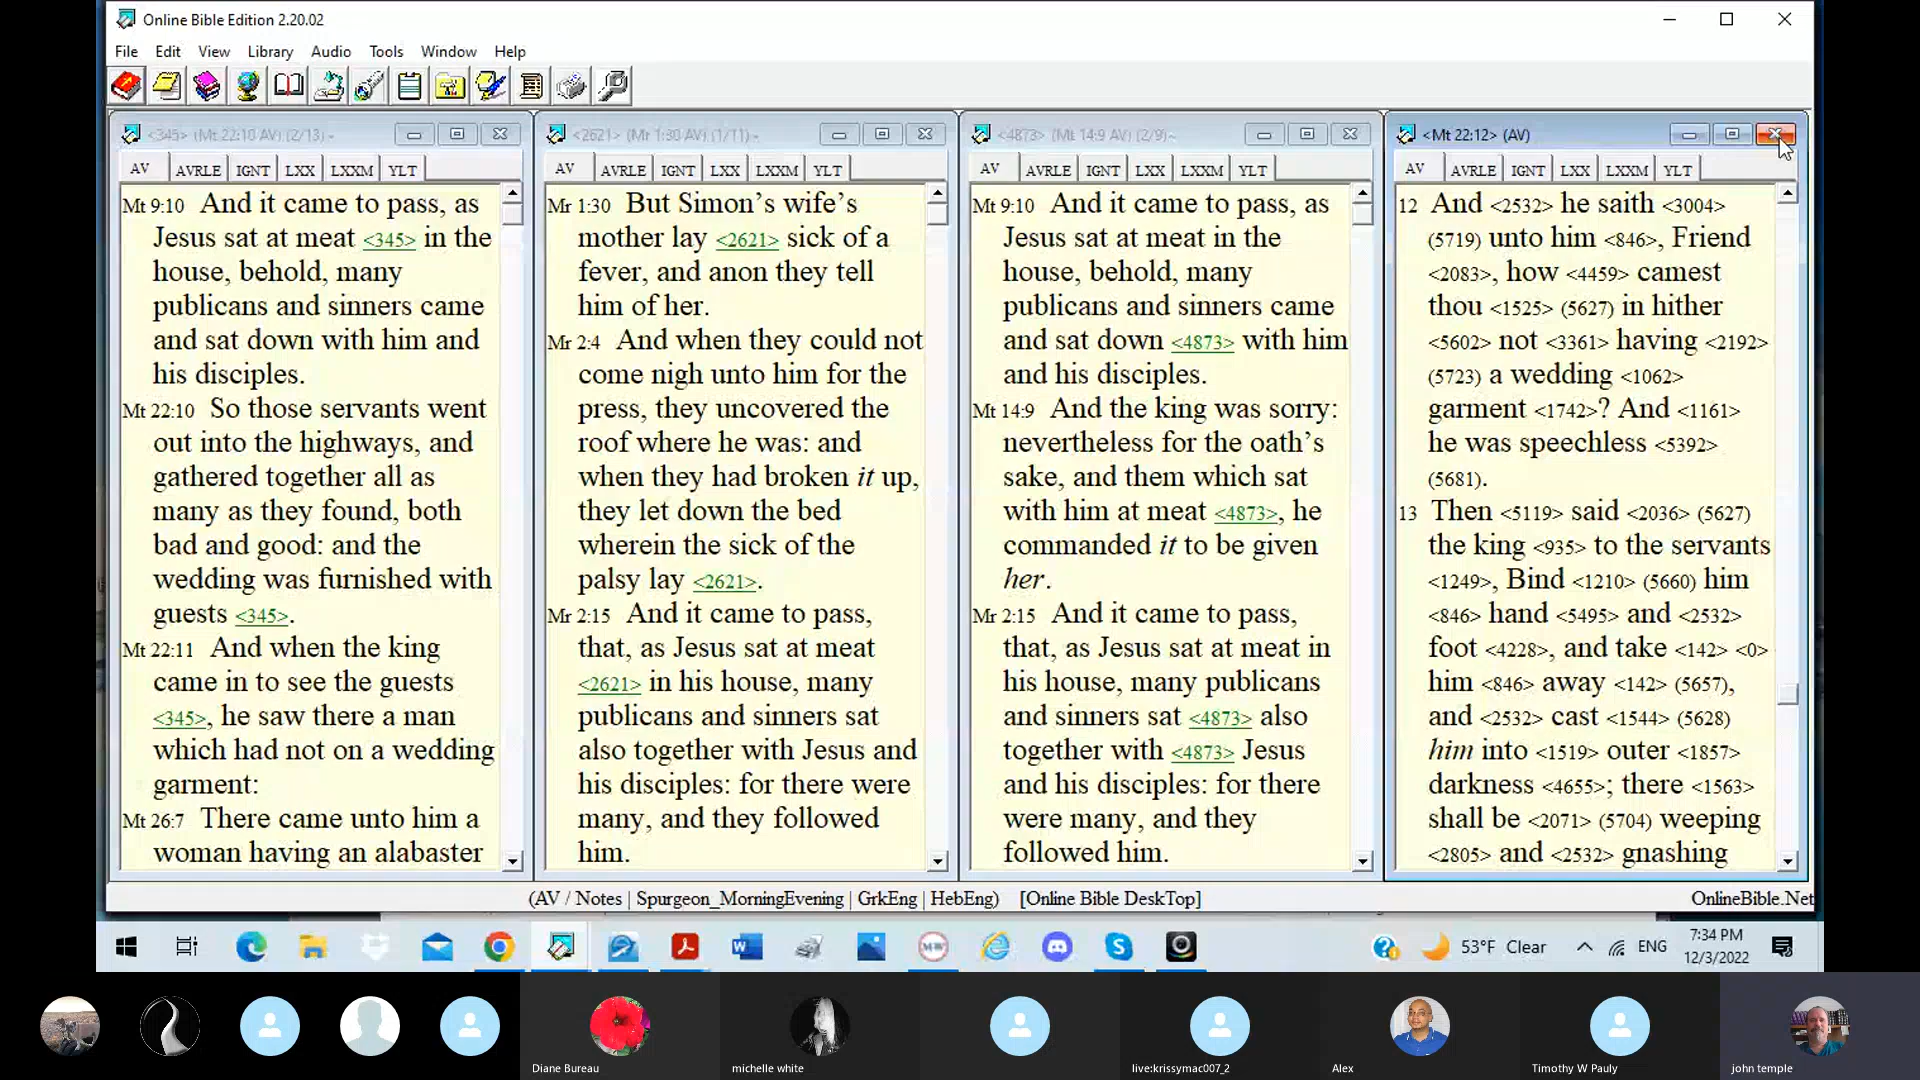 Online Bible Edition 2.20.02
File Edit View Library Audio Tools Window Help
<345> (Mt 22:10 AV) (2/13) -
AV AVRLE IGNT LXX LXXM YLT
Mt 9:10 And it came to pass, as
Jesus sat at meat <345> in the
house, behold, many
publicans and sinners came
and sat down with him and
his disciples.
Mt 22:10 So those servants went
out into the highways, and
gathered together all as
many as they found, both
bad and good: and the
wedding was furnished with
guests <345>.
Mt 22:11 And when the king
came in to see the guests
<345>, he saw there a man
which had not on a wedding
garment:
Mt 26:7 There came unto him a
woman having an alabaster
<2621> (Mr 1:30 AV) (1/11) -
AV AVRLE IGNT LXX LXXM YLT
Mr 1:30 But Simon’s wife’s
mother lay <2621> sick of a
fever, and anon they tell
him of her.
Mr 2:4 And when they could not
come nigh unto him for the
press, they uncovered the
roof where he was: and
when they had broken it up,
they let down the bed
wherein the sick of the
palsy lay <2621>.
Mr 2:15 And it came to pass,
that, as Jesus sat at meat
<2621> in his house, many
publicans and sinners sat
also together with Jesus and
his disciples: for there were
many, and they followed
him.
<4873> (Mt 14:9 AV) (2/9)-
AV AVRLE IGNT LXX LXXM YLT
Mt 9:10 And it came to pass, as
Jesus sat at meat in the
house, behold, many
publicans and sinners came
and sat down <4873> with him
and his disciples.
Mt 14:9 And the king was sorry:
nevertheless for the oath’s
sake, and them which sat
with him at meat <4873>, he
commanded it to be given
her.
Mr 2:15 And it came to pass,
that, as Jesus sat at meat in
his house, many publicans
and sinners sat <4873> also
together with <4873> Jesus
and his disciples: for there
were many, and they
followed him.
<Mt 22:12> (AV)
AV AVRLE IGNT LXX LXXM YLT
12 And <2532> he saith <3004>
(5719) unto him <846>, Friend
<2083>, how <4459> camest
thou <1525> (5627) in hither
<5602> not <3361> having <2192>
(5723) a wedding <1062>
garment <1742>? And <1161>
he was speechless <5392>
(5681).
13 Then <5119> said <2036> (5627)
the king <935> to the servants
<1249>, Bind <1210> (5660) him
<846> hand <5495> and <2532>
foot <4228>, and take <142> <0>
him <846> away <142> (5657),
and <2532> cast <1544> (5628)
him into <1519> outer <1857>
darkness <4655>; there <1563>
shall be <2071> (5704) weeping
<2805> and <2532> gnashing
(AV / Notes | Spurgeon_MorningEvening | GrkEng | HebEng) [Online Bible DeskTop] OnlineBible.Net
53°F Clear ENG 7:34 PM
12/3/2022
Diane Bureau michelle white live:krissymac007_2 Alex Timothy W Pauly john temple